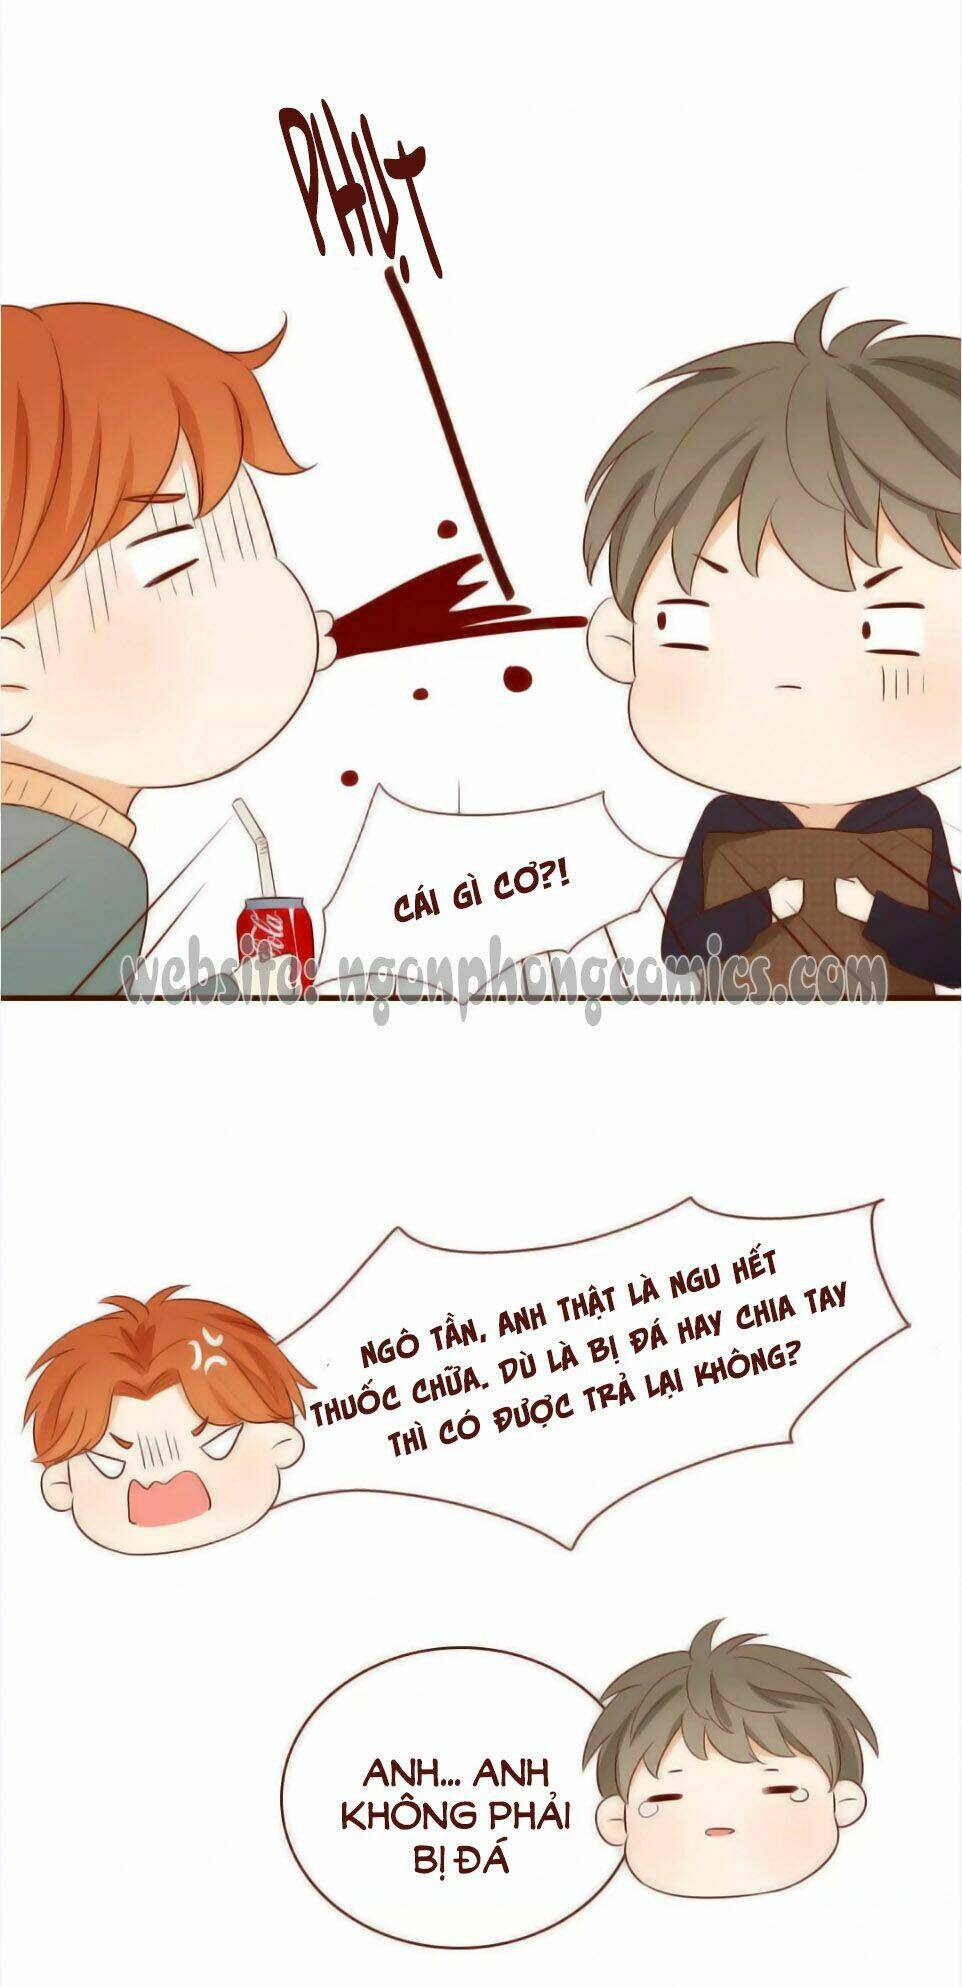 PHỤT
CÁI GÌ CƠ?!
Cola
website: ngonphongcomics.com
NGÔ TẦN, ANH THẬT LÀ NGU HẾT
THUỐC CHỮA. DÙ LÀ BỊ ĐÁ HAY CHIA TAY
THÌ CÓ ĐƯỢC TRẢ LẠI KHÔNG?
ANH... ANH
KHÔNG PHẢI
BỊ ĐÁ